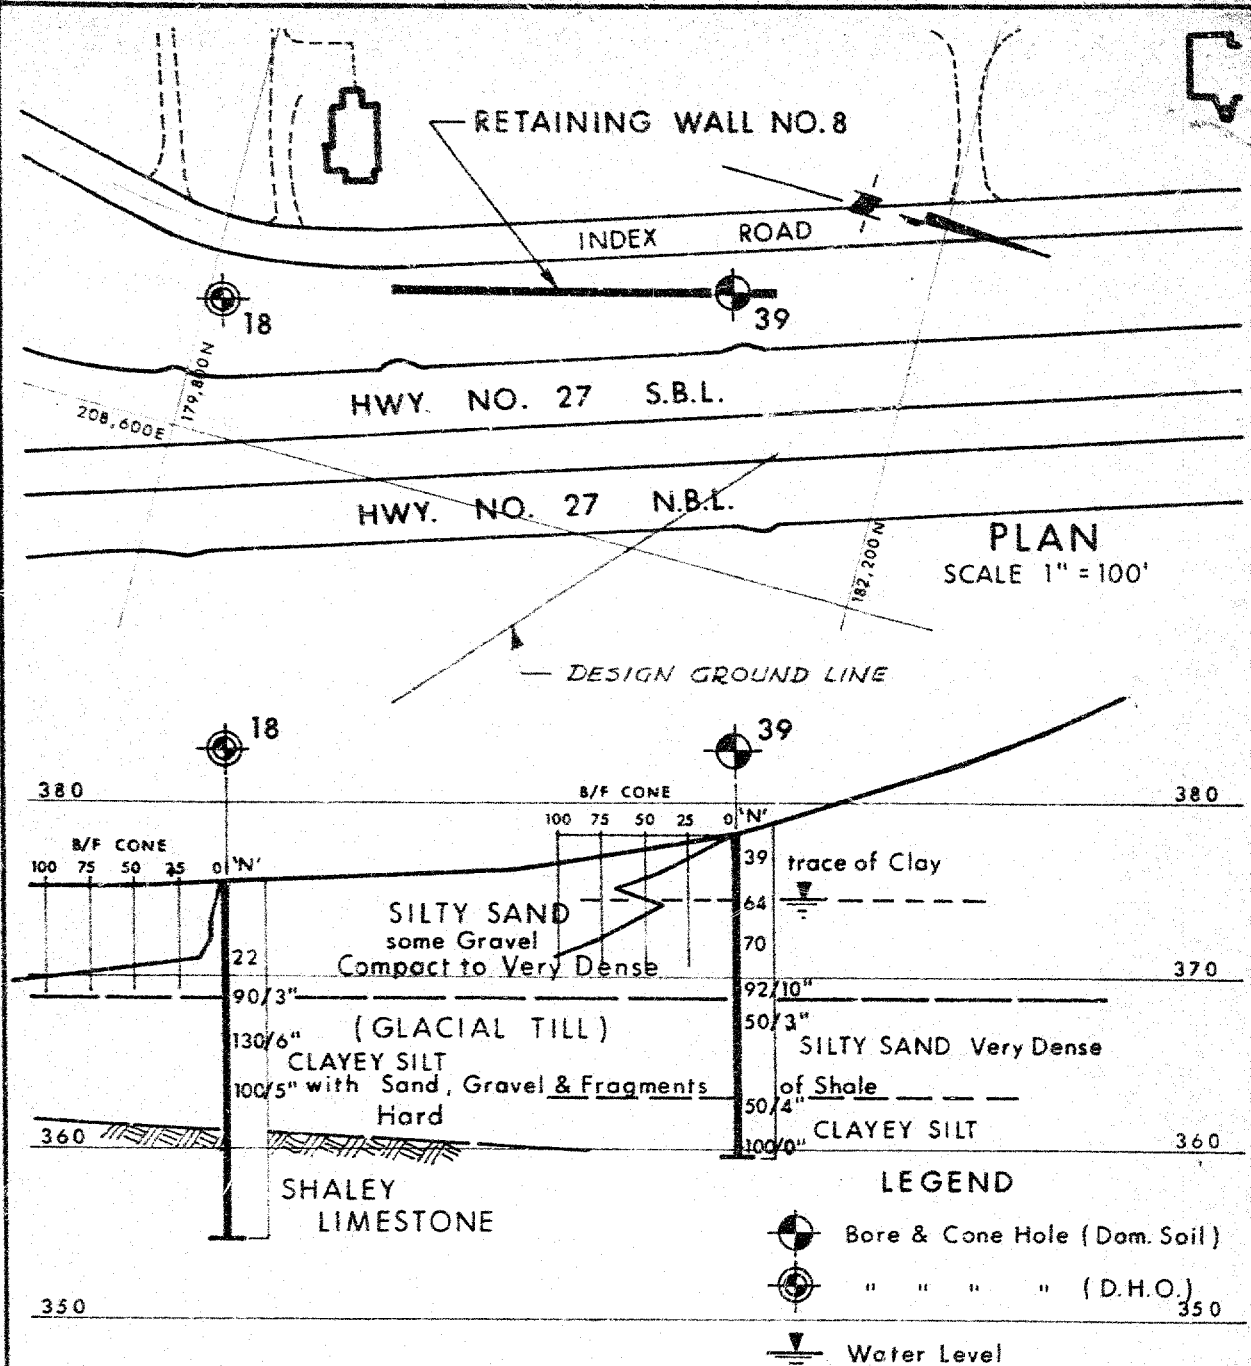 RETAINING WALL NO. 8
INDEX ROAD
18
39
179,800N
208,600E
HWY. NO. 27 S.B.L.
HWY. NO. 27 N.B.L.
182,200N
PLAN
SCALE 1" = 100'
DESIGN GROUND LINE
18
39
380
380
B/F CONE
100 75 50 25 0 'N'
B/F CONE
100 75 50 25 0 'N'
39 trace of Clay
64
70
SILTY SAND
some Gravel
Compact to Very Dense
22
370
90/3"
92/10"
130/6"
(GLACIAL TILL)
50/3"
SILTY SAND Very Dense
CLAYEY SILT
100/5" with Sand, Gravel & Fragments of Shale
Hard
50/4"
CLAYEY SILT
360
100/0"
360
SHALEY
LIMESTONE
LEGEND
Bore & Cone Hole (Dom. Soil)
" " " " (D.H.O.)
350
350
Water Level